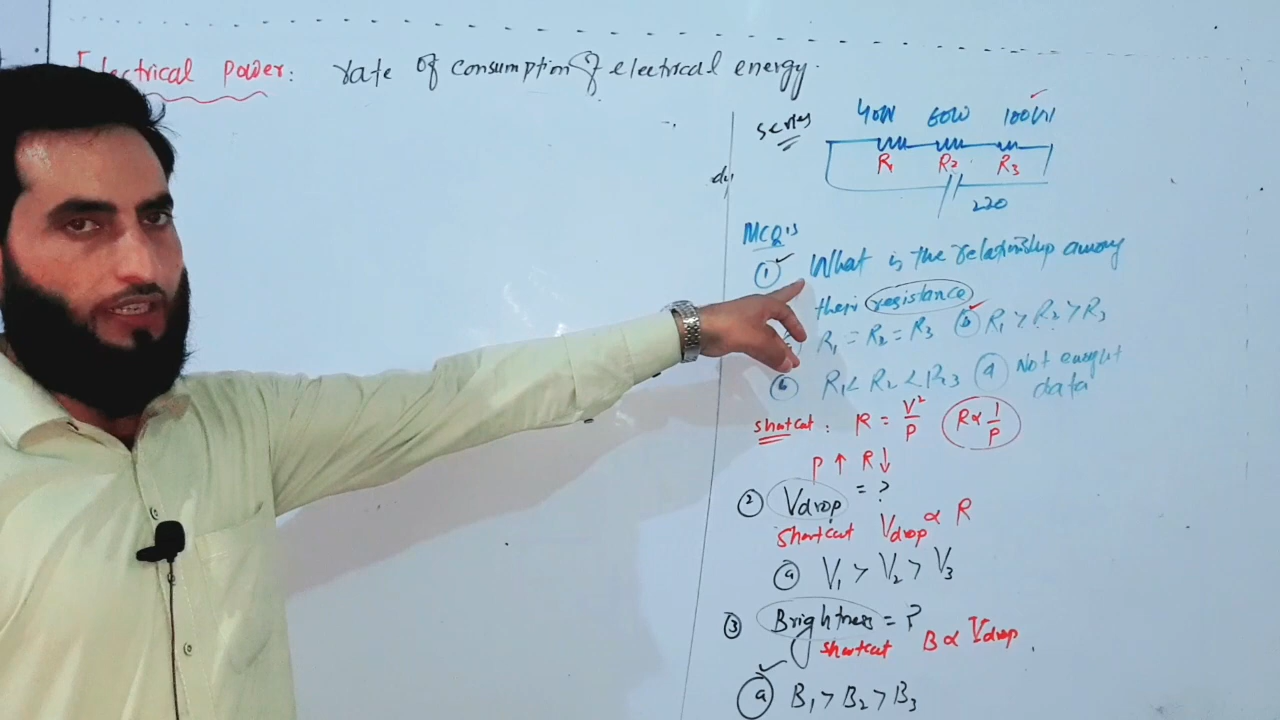 Electrical Power: rate of consumption of electrical energy.
series 40W 60W 100W
R1 R2 R3
220
MCQ's
① What is the relationship among
their resistance
R1 = R2 = R3 ⓑ R1 > R2 > R3
ⓒ R1 < R2 < R3 ⓓ Not enought
data
shortcut : R = V²/P R ∝ 1/P
P ↑ R ↓
② Vdrop = ?
Shortcut Vdrop ∝ R
ⓐ V1 > V2 > V3
③ Brightness = ?
shortcut B ∝ Vdrop.
ⓐ B1 > B2 > B3